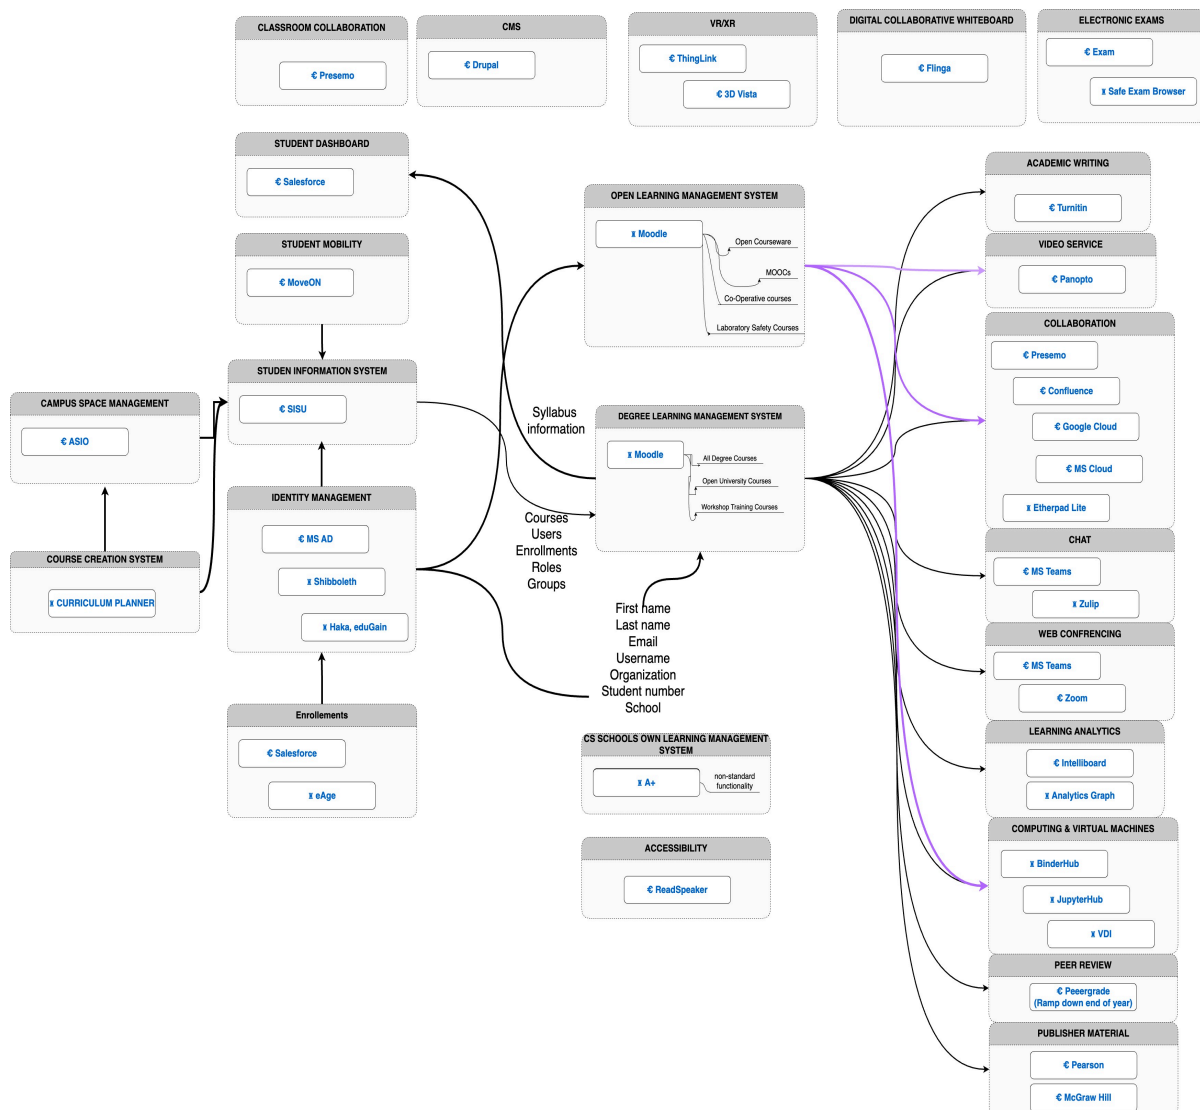 CLASSROOM COLLABORATION
€ Presemo
CMS
€ Drupal
VR/XR
€ ThingLink
€ 3D Vista
DIGITAL COLLABORATIVE WHITEBOARD
€ Flinga
ELECTRONIC EXAMS
€ Exam
¤ Safe Exam Browser
STUDENT DASHBOARD
€ Salesforce
STUDENT MOBILITY
€ MoveON
STUDEN INFORMATION SYSTEM
€ SISU
CAMPUS SPACE MANAGEMENT
€ ASIO
COURSE CREATION SYSTEM
¤ CURRICULUM PLANNER
IDENTITY MANAGEMENT
€ MS AD
¤ Shibboleth
¤ Haka, eduGain
Enrollements
€ Salesforce
¤ eAge
OPEN LEARNING MANAGEMENT SYSTEM
¤ Moodle
Open Courseware
MOOCs
Co-Operative courses
Laboratory Safety Courses
Syllabus
information
DEGREE LEARNING MANAGEMENT SYSTEM
¤ Moodle
All Degree Courses
Open University Courses
Workshop Training Courses
Courses
Users
Enrollments
Roles
Groups
First name
Last name
Email
Username
Organization
Student number
School
CS SCHOOLS OWN LEARNING MANAGEMENT
SYSTEM
¤ A+
non-standard
functionality
ACCESSIBILITY
€ ReadSpeaker
ACADEMIC WRITING
€ Turnitin
VIDEO SERVICE
€ Panopto
COLLABORATION
€ Presemo
€ Confluence
€ Google Cloud
€ MS Cloud
¤ Etherpad Lite
CHAT
€ MS Teams
¤ Zulip
WEB CONFRENCING
€ MS Teams
€ Zoom
LEARNING ANALYTICS
€ Intelliboard
¤ Analytics Graph
COMPUTING & VIRTUAL MACHINES
¤ BinderHub
¤ JupyterHub
¤ VDI
PEER REVIEW
€ Peeergrade
(Ramp down end of year)
PUBLISHER MATERIAL
€ Pearson
€ McGraw Hill